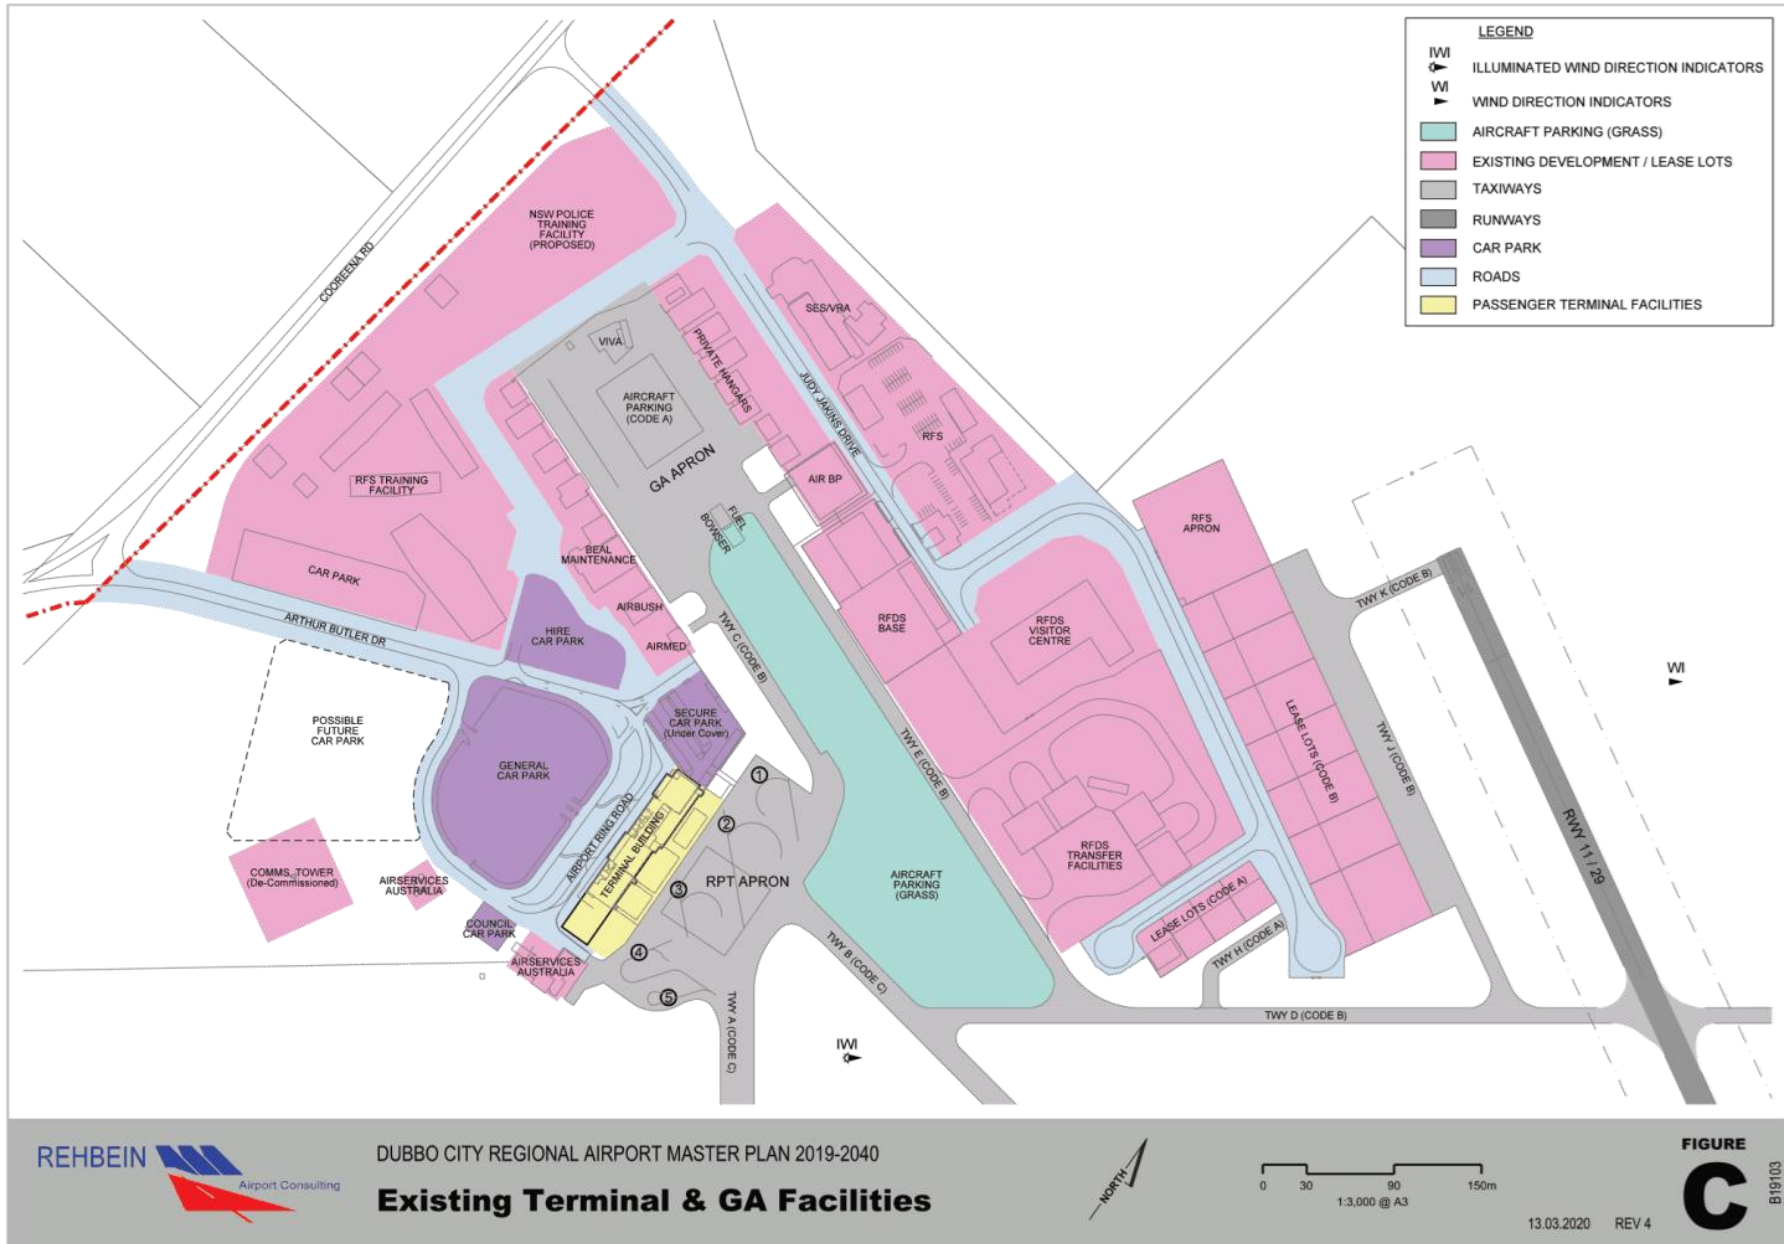 LEGEND
IWI
ILLUMINATED WIND DIRECTION INDICATORS
WI
WIND DIRECTION INDICATORS
AIRCRAFT PARKING (GRASS)
EXISTING DEVELOPMENT / LEASE LOTS
TAXIWAYS
RUNWAYS
CAR PARK
ROADS
PASSENGER TERMINAL FACILITIES
NSW POLICE
TRAINING
FACILITY
(PROPOSED)
COOREENA RD
SES/VRA
VIVA
PRIVATE HANGARS
AIRCRAFT
PARKING
(CODE A)
JUDY JAKINS DRIVE
RFS
GA APRON
AIR BP
RFS TRAINING
FACILITY
FUEL
BOWSER
RFS
APRON
BEAL
MAINTENANCE
CAR PARK
AIRBUSH
TWY K (CODE B)
ARTHUR BUTLER DR
HIRE
CAR PARK
AIRMED
TWY C (CODE B)
RFDS
BASE
RFDS
VISITOR
CENTRE
WI
POSSIBLE
FUTURE
CAR PARK
SECURE
CAR PARK
(Under Cover)
TWY E (CODE B)
LEASE LOTS (CODE B)
TWY J (CODE B)
GENERAL
CAR PARK
AIRPORT RING ROAD
TERMINAL BUILDING
1
2
3
4
5
RPT APRON
RWY 11 / 29
RFDS
TRANSFER
FACILITIES
COMMS. TOWER
(De-Commissioned)
AIRSERVICES
AUSTRALIA
AIRCRAFT
PARKING
(GRASS)
COUNCIL
CAR PARK
LEASE LOTS (CODE A)
TWY H (CODE A)
AIRSERVICES
AUSTRALIA
TWY B (CODE C)
TWY A (CODE C)
TWY D (CODE B)
IWI
REHBEIN
Airport Consulting
DUBBO CITY REGIONAL AIRPORT MASTER PLAN 2019-2040
Existing Terminal & GA Facilities
NORTH
0 30 90 150m
1:3,000 @ A3
13.03.2020 REV 4
FIGURE
C
B19103